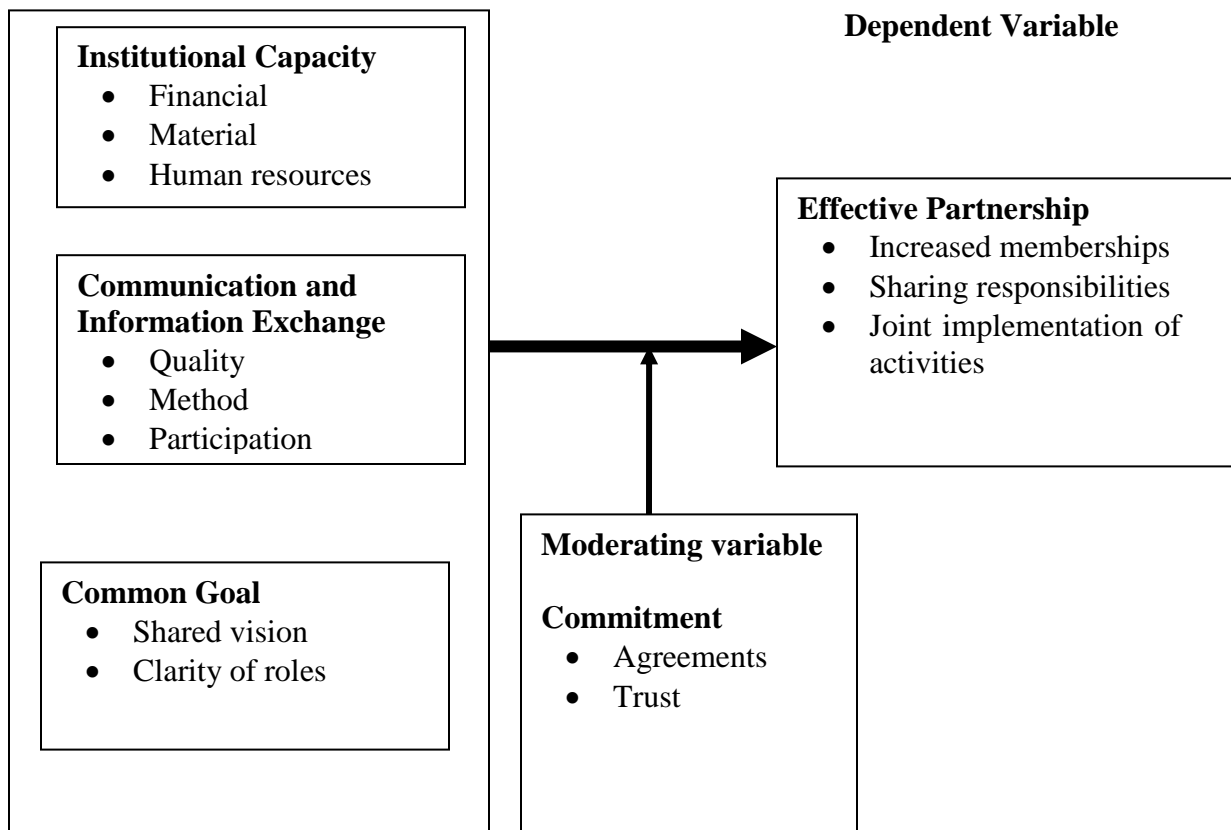 Dependent Variable
Institutional Capacity
• Financial
• Material
• Human resources
Communication and
Information Exchange
• Quality
• Method
• Participation
Common Goal
• Shared vision
• Clarity of roles
Effective Partnership
• Increased memberships
• Sharing responsibilities
• Joint implementation of
activities
Moderating variable
Commitment
• Agreements
• Trust